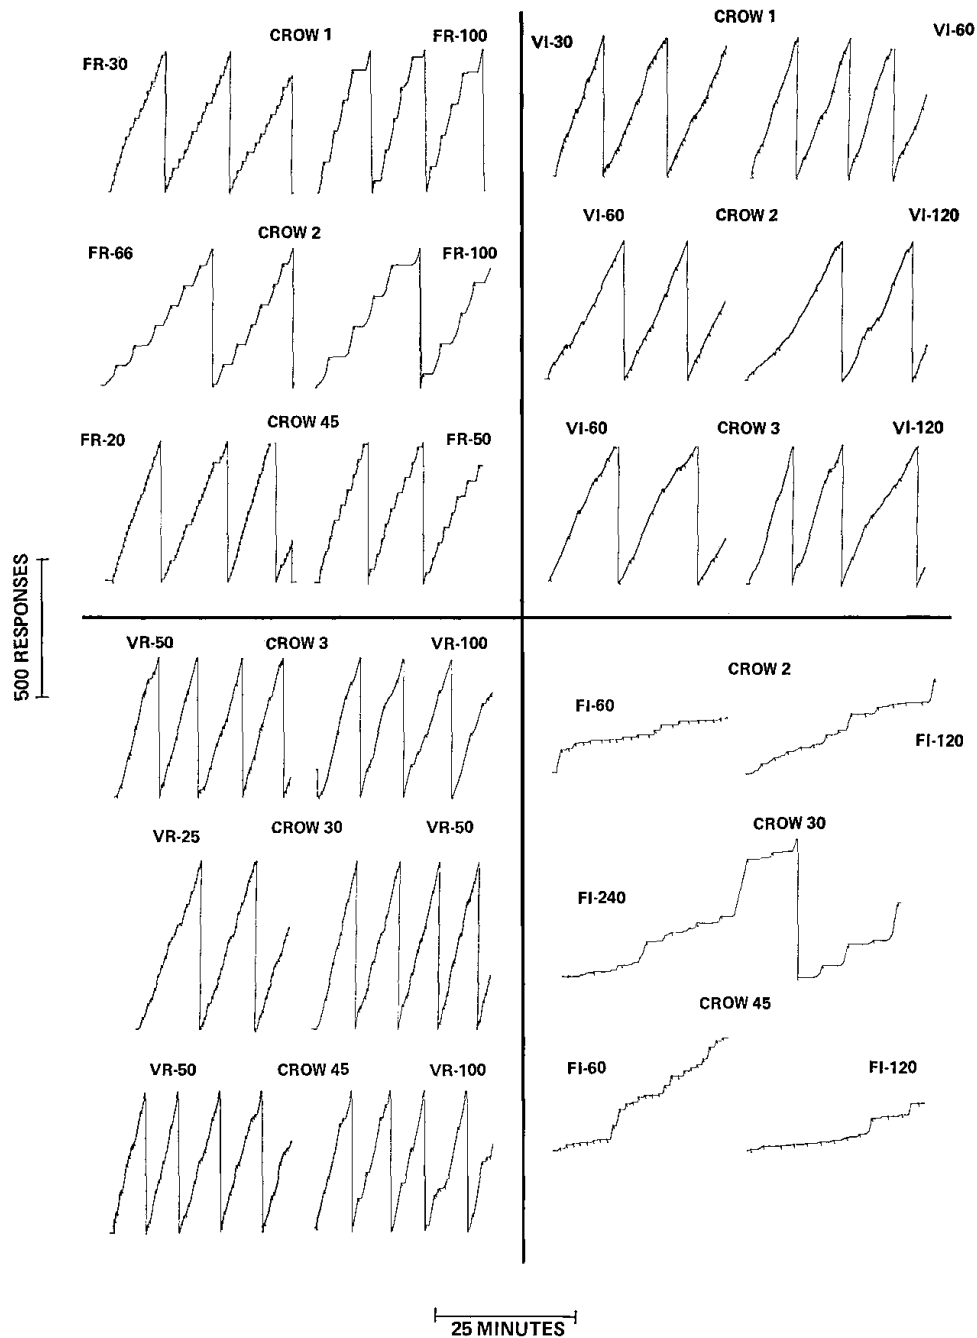 CROW 1
FR-30
FR-100
CROW 2
FR-66
FR-100
CROW 45
FR-20
FR-50
CROW 1
VI-30
VI-60
VI-60
CROW 2
VI-120
VI-60
CROW 3
VI-120
500 RESPONSES
VR-50
CROW 3
VR-100
VR-25
CROW 30
VR-50
VR-50
CROW 45
VR-100
CROW 2
FI-60
FI-120
CROW 30
FI-240
CROW 45
FI-60
FI-120
25 MINUTES